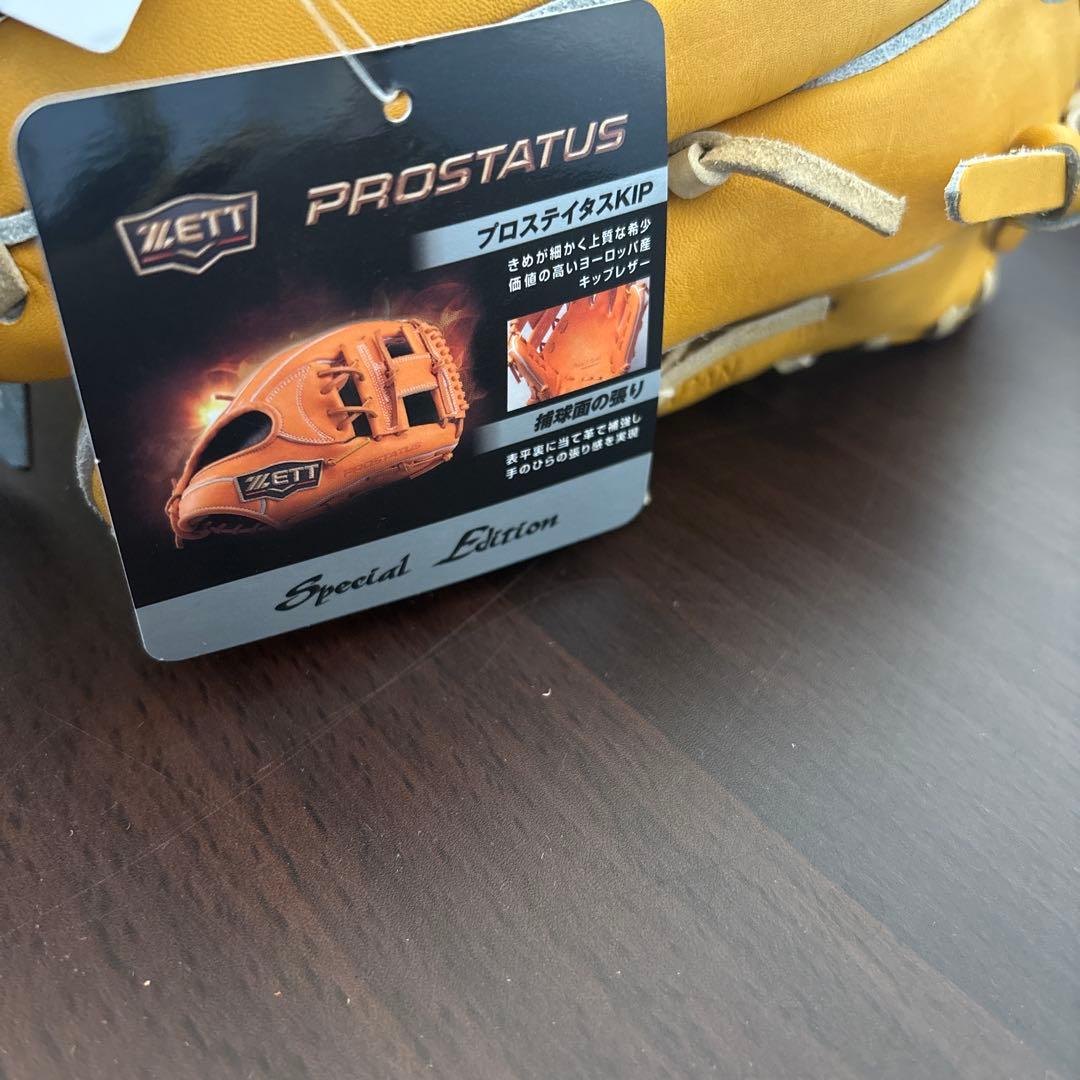 ZETT
PROSTATUS
プロステイタスKIP
きめが細かく上質な希少
価値の高いヨーロッパ産
キップレザー
捕球面の張り
表平裏に当て革で補強し
手のひらの張り感を実現
ZETT
PROSTATUS
Special Edition